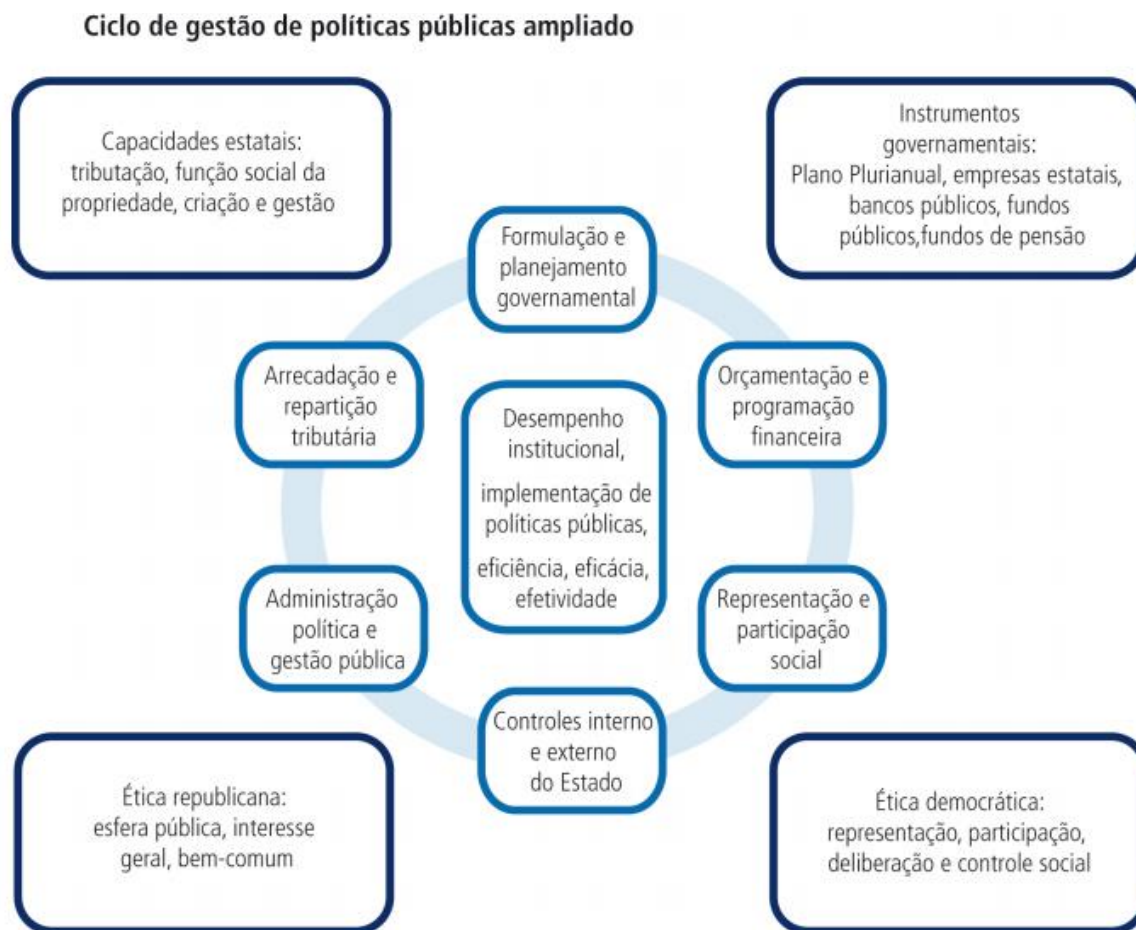 Ciclo de gestão de políticas públicas ampliado
Capacidades estatais:
tributação, função social da
propriedade, criação e gestão
Instrumentos
governamentais:
Plano Plurianual, empresas estatais,
bancos públicos, fundos
públicos,fundos de pensão
Formulação e
planejamento
governamental
Arrecadação e
repartição
tributária
Orçamentação e
programação
financeira
Desempenho
institucional,
implementação de
políticas públicas,
eficiência, eficácia,
efetividade
Administração
política e
gestão pública
Representação e
participação
social
Controles interno
e externo
do Estado
Ética republicana:
esfera pública, interesse
geral, bem-comum
Ética democrática:
representação, participação,
deliberação e controle social